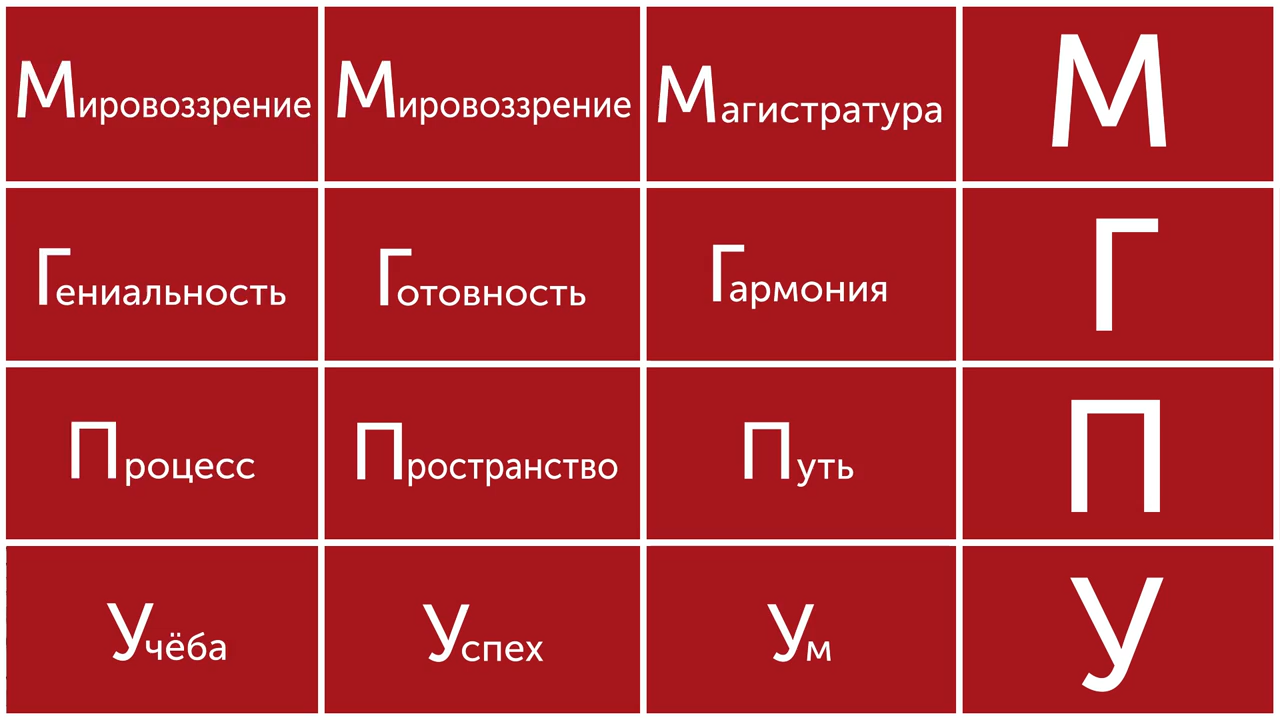 Мировоззрение Мировоззрение Магистратура М
Гениальность Готовность Гармония Г
Процесс Пространство Путь П
Учёба Успех Ум У